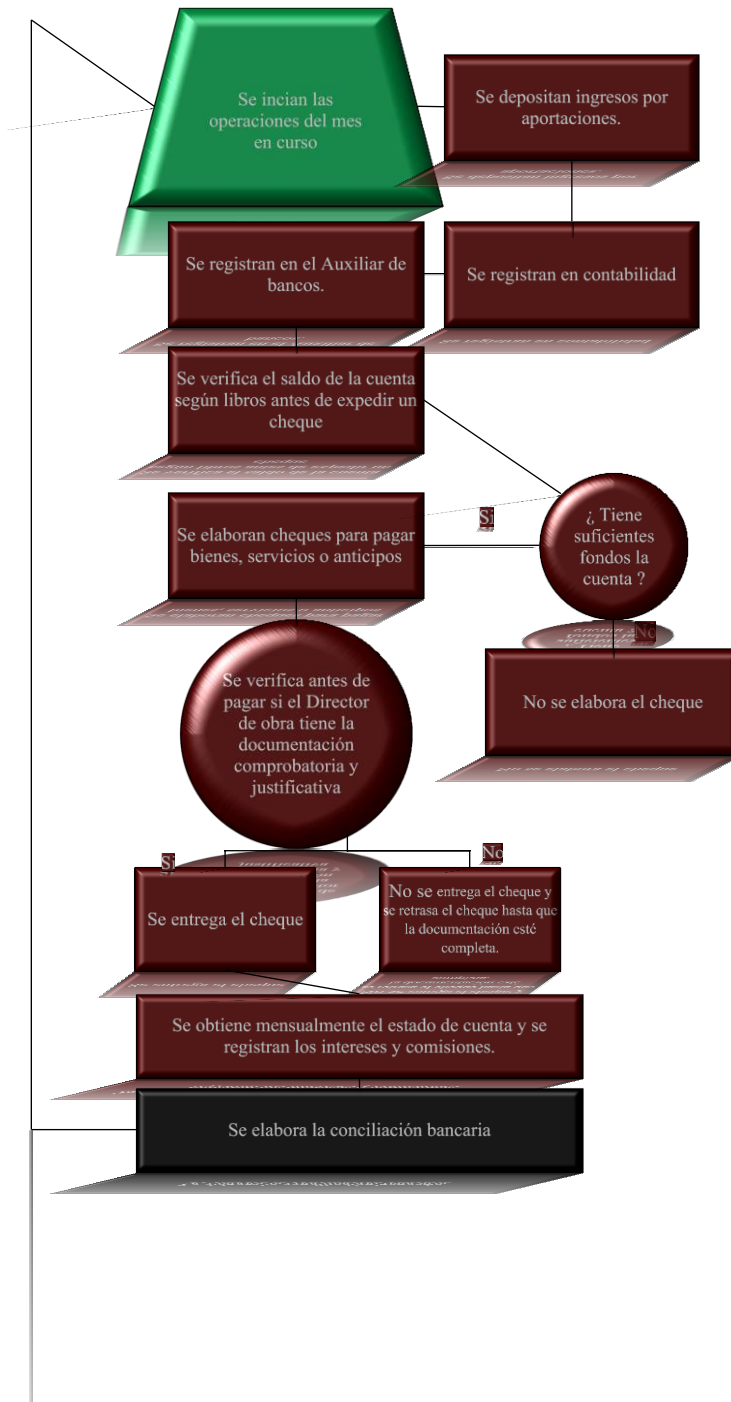 Se incian las
operaciones del mes
en curso
Se depositan ingresos por
aportaciones.
Se registran en el Auxiliar de
bancos.
Se registran en contabilidad
Se verifica el saldo de la cuenta
según libros antes de expedir un
cheque
Se elaboran cheques para pagar
bienes, servicios o anticipos
Si
¿ Tiene
suficientes
fondos la
cuenta ?
No
No se elabora el cheque
Se verifica antes de
pagar si el Director
de obra tiene la
documentación
comprobatoria y
justificativa
Si
No
Se entrega el cheque
No se entrega el cheque y
se retrasa el cheque hasta que
la documentación esté
completa.
Se obtiene mensualmente el estado de cuenta y se
registran los intereses y comisiones.
Se elabora la conciliación bancaria